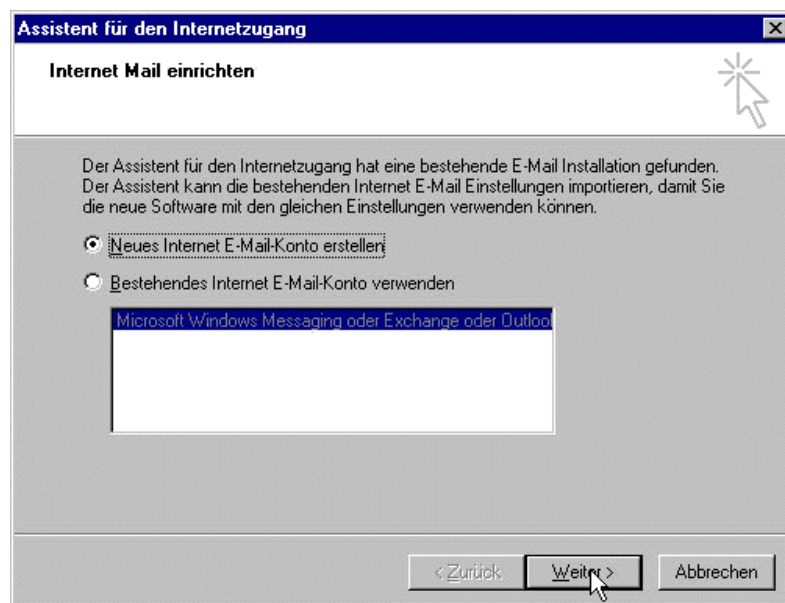 Assistent für den Internetzugang
Internet Mail einrichten
Der Assistent für den Internetzugang hat eine bestehende E-Mail Installation gefunden.
Der Assistent kann die bestehenden Internet E-Mail Einstellungen importieren, damit Sie
die neue Software mit den gleichen Einstellungen verwenden können.
Neues Internet E-Mail-Konto erstellen
Bestehendes Internet E-Mail-Konto verwenden
Microsoft Windows Messaging oder Exchange oder Outloo
< Zurück
Weiter >
Abbrechen